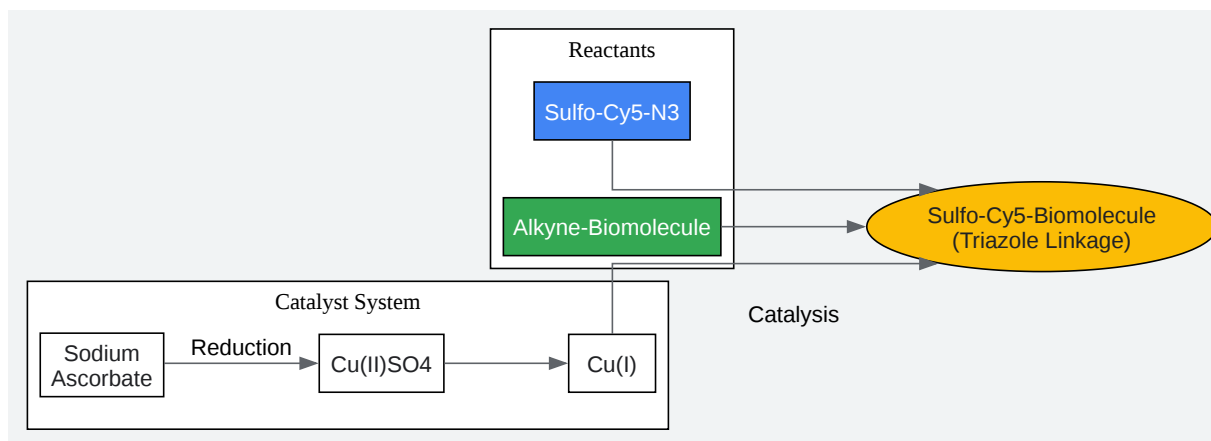 Reactants
Sulfo-Cy5-N3
Alkyne-Biomolecule
Sulfo-Cy5-Biomolecule
(Triazole Linkage)
Catalyst System
Sodium
Ascorbate
Reduction
Cu(II)SO4
Cu(I)
Catalysis